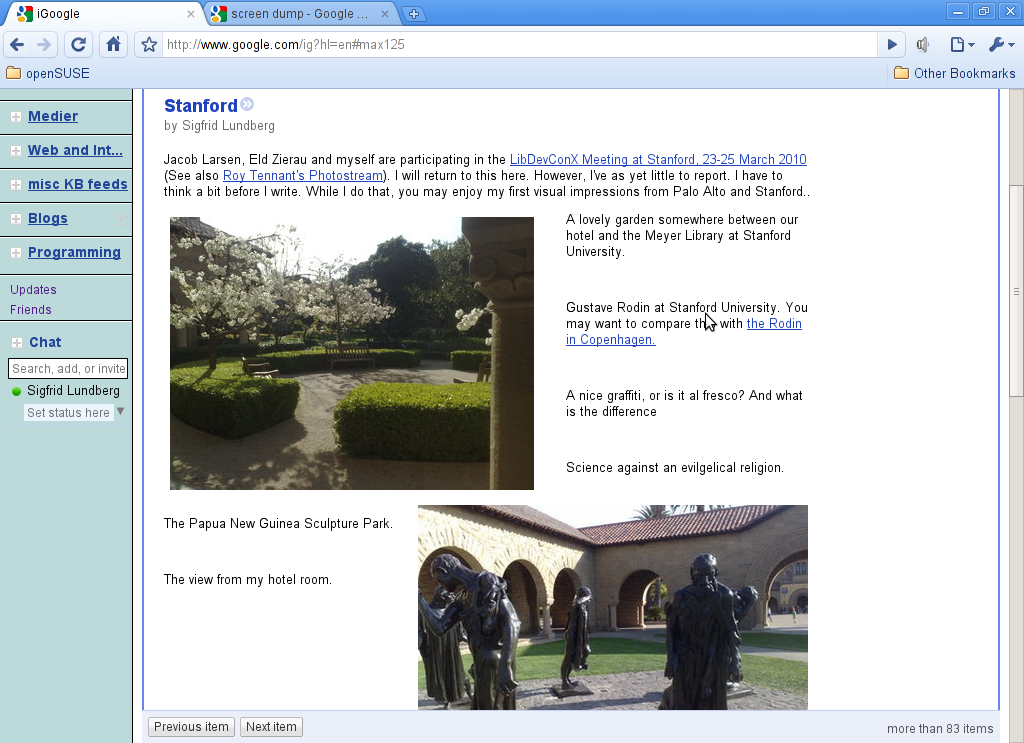 iGoogle
screen dump - Google ...
http://www.google.com/ig?hl=en#max125
openSUSE
Other Bookmarks
Medier
Web and Int...
misc KB feeds
Blogs
Programming
Updates
Friends
Chat
Search, add, or invite
Sigfrid Lundberg
Set status here
Stanford
by Sigfrid Lundberg
Jacob Larsen, Eld Zierau and myself are participating in the LibDevConX Meeting at Stanford, 23-25 March 2010
(See also Roy Tennant's Photostream). I will return to this here. However, I've as yet little to report. I have to
think a bit before I write. While I do that, you may enjoy my first visual impressions from Palo Alto and Stanford..
A lovely garden somewhere between our
hotel and the Meyer Library at Stanford
University.
Gustave Rodin at Stanford University. You
may want to compare with the Rodin
in Copenhagen.
A nice graffiti, or is it al fresco? And what
is the difference
Science against an evilgelical religion.
The Papua New Guinea Sculpture Park.
The view from my hotel room.
Previous item
Next item
more than 83 items